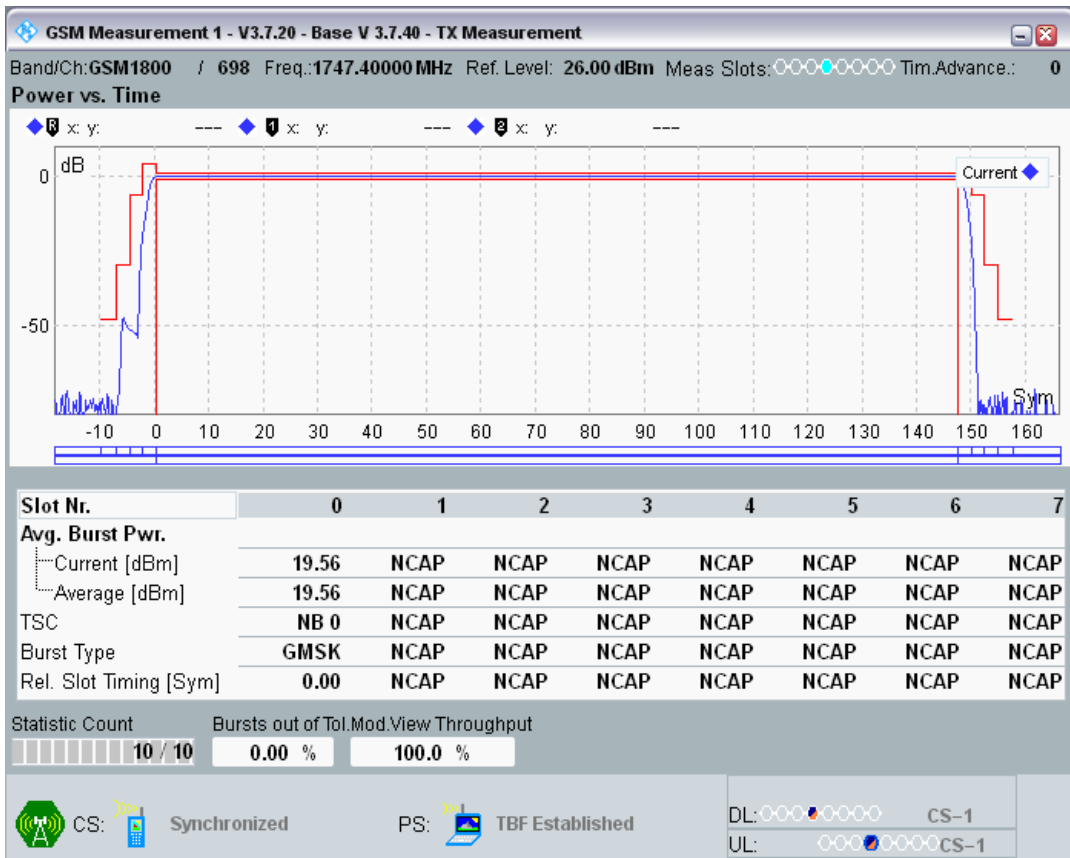 GSM Measurement 1 - V3.7.20 - Base V 3.7.40 - TX Measurement
Band/Ch:GSM1800 / 698 Freq.:1747.40000 MHz Ref. Level: 26.00 dBm Meas Slots: Tim.Advance.: 0
Power vs. Time
R x: y: --- 1 x: y: --- 2 x: y: ---
dB
Current
0
-50
Sym
-10 0 10 20 30 40 50 60 70 80 90 100 110 120 130 140 150 160
Slot Nr. 0 1 2 3 4 5 6 7
Avg. Burst Pwr.
Current [dBm] 19.56 NCAP NCAP NCAP NCAP NCAP NCAP NCAP
Average [dBm] 19.56 NCAP NCAP NCAP NCAP NCAP NCAP NCAP
TSC NB 0 NCAP NCAP NCAP NCAP NCAP NCAP NCAP
Burst Type GMSK NCAP NCAP NCAP NCAP NCAP NCAP NCAP
Rel. Slot Timing [Sym] 0.00 NCAP NCAP NCAP NCAP NCAP NCAP NCAP
Statistic Count Bursts out of Tol.Mod.View Throughput
10 / 10 0.00 % 100.0 %
CS: Synchronized PS: TBF Established
DL: CS-1
UL: CS-1